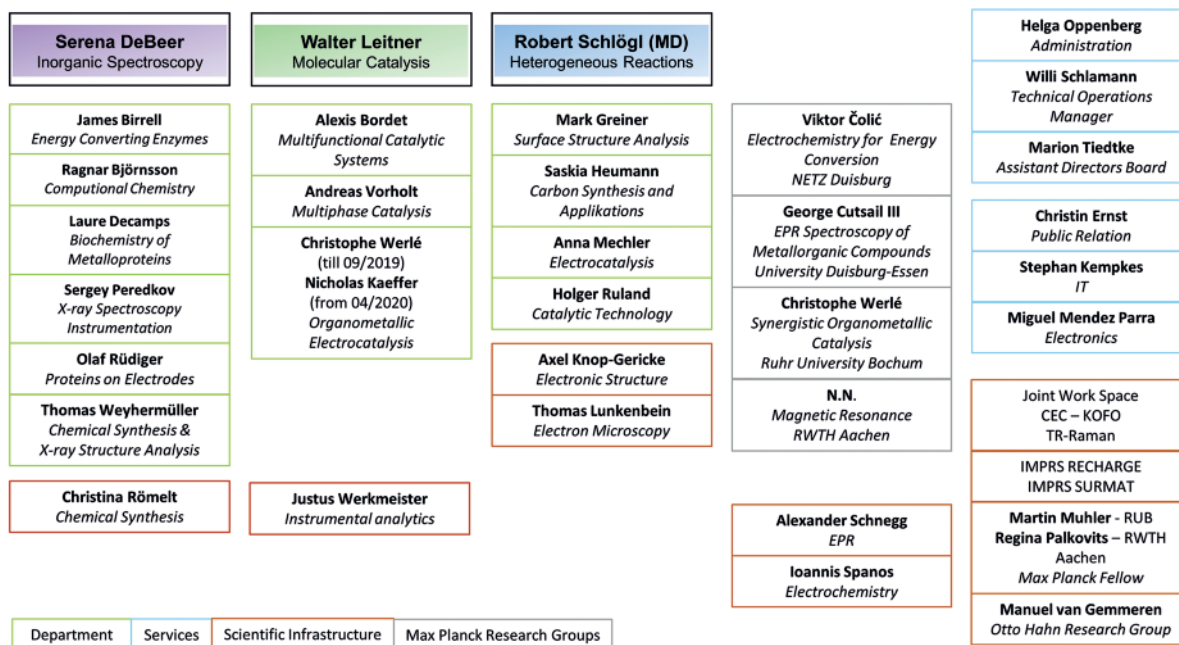 Serena DeBeer
Inorganic Spectroscopy
James Birrell
Energy Converting Enzymes
Ragnar Björnsson
Computional Chemistry
Laure Decamps
Biochemistry of
Metalloproteins
Sergey Peredkov
X-ray Spectroscopy
Instrumentation
Olaf Rüdiger
Proteins on Electrodes
Thomas Weyhermüller
Chemical Synthesis &
X-ray Structure Analysis
Christina Römelt
Chemical Synthesis
Walter Leitner
Molecular Catalysis
Alexis Bordet
Multifunctional Catalytic
Systems
Andreas Vorholt
Multiphase Catalysis
Christophe Werlé
(till 09/2019)
Nicholas Kaeffer
(from 04/2020)
Organometallic
Electrocatalysis
Justus Werkmeister
Instrumental analytics
Robert Schlögl (MD)
Heterogeneous Reactions
Mark Greiner
Surface Structure Analysis
Saskia Heumann
Carbon Synthesis and
Applikations
Anna Mechler
Electrocatalysis
Holger Ruland
Catalytic Technology
Axel Knop-Gericke
Electronic Structure
Thomas Lunkenbein
Electron Microscopy
Viktor Čolić
Electrochemistry for Energy
Conversion
NETZ Duisburg
George Cutsail III
EPR Spectroscopy of
Metallorganic Compounds
University Duisburg-Essen
Christophe Werlé
Synergistic Organometallic
Catalysis
Ruhr University Bochum
N.N.
Magnetic Resonance
RWTH Aachen
Alexander Schnegg
EPR
Ioannis Spanos
Electrochemistry
Helga Oppenberg
Administration
Willi Schlamann
Technical Operations
Manager
Marion Tiedtke
Assistant Directors Board
Christin Ernst
Public Relation
Stephan Kempkes
IT
Miguel Mendez Parra
Electronics
Joint Work Space
CEC – KOFO
TR-Raman
IMPRS RECHARGE
IMPRS SURMAT
Martin Muhler - RUB
Regina Palkovits – RWTH
Aachen
Max Planck Fellow
Manuel van Gemmeren
Otto Hahn Research Group
Department
Services
Scientific Infrastructure
Max Planck Research Groups